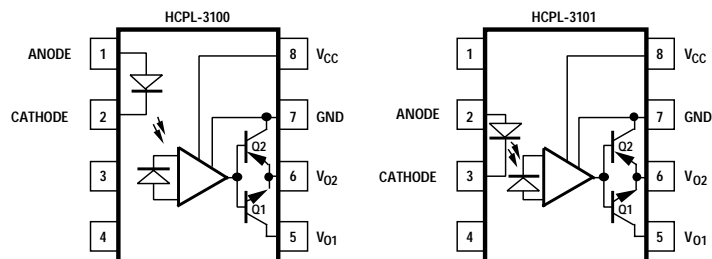 HCPL-3100
ANODE 1
8 VCC
CATHODE 2
7 GND
Q2
3
6 VO2
Q1
4
5 VO1
HCPL-3101
1
8 VCC
ANODE 2
7 GND
Q2
CATHODE 3
6 VO2
Q1
4
5 VO1